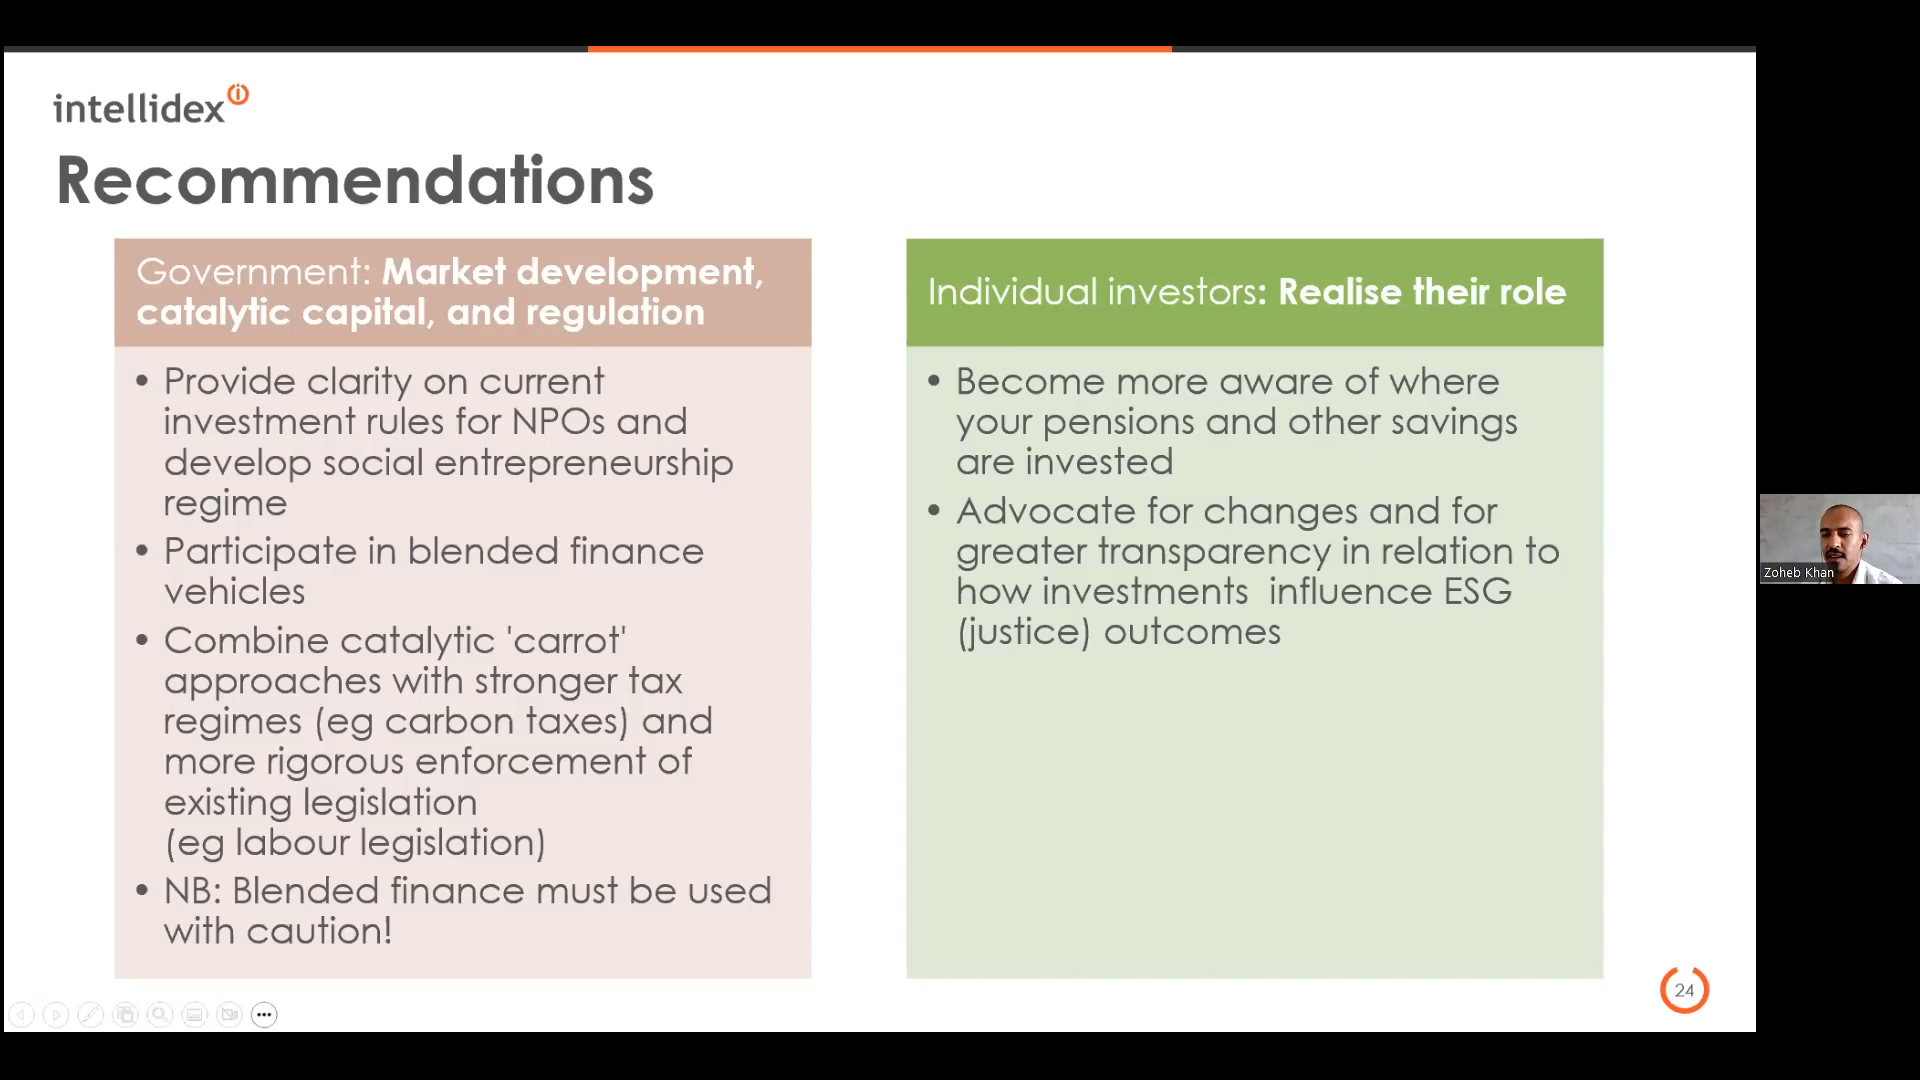 intellidex
Recommendations
Government: Market development,
catalytic capital, and regulation
• Provide clarity on current
investment rules for NPOs and
develop social entrepreneurship
regime
• Participate in blended finance
vehicles
• Combine catalytic 'carrot'
approaches with stronger tax
regimes (eg carbon taxes) and
more rigorous enforcement of
existing legislation
(eg labour legislation)
• NB: Blended finance must be used
with caution!
Individual investors: Realise their role
• Become more aware of where
your pensions and other savings
are invested
• Advocate for changes and for
greater transparency in relation to
how investments  influence ESG
(justice) outcomes
Zoheb Khan
24